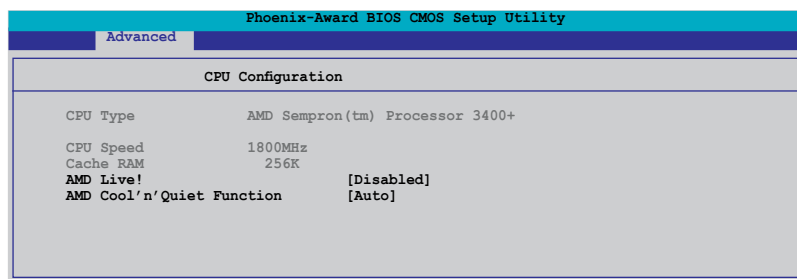 Phoenix-Award BIOS CMOS Setup Utility
Advanced
CPU Configuration
CPU Type AMD Sempron(tm) Processor 3400+
CPU Speed 1800MHz
Cache RAM 256K
AMD Live! [Disabled]
AMD Cool'n'Quiet Function [Auto]